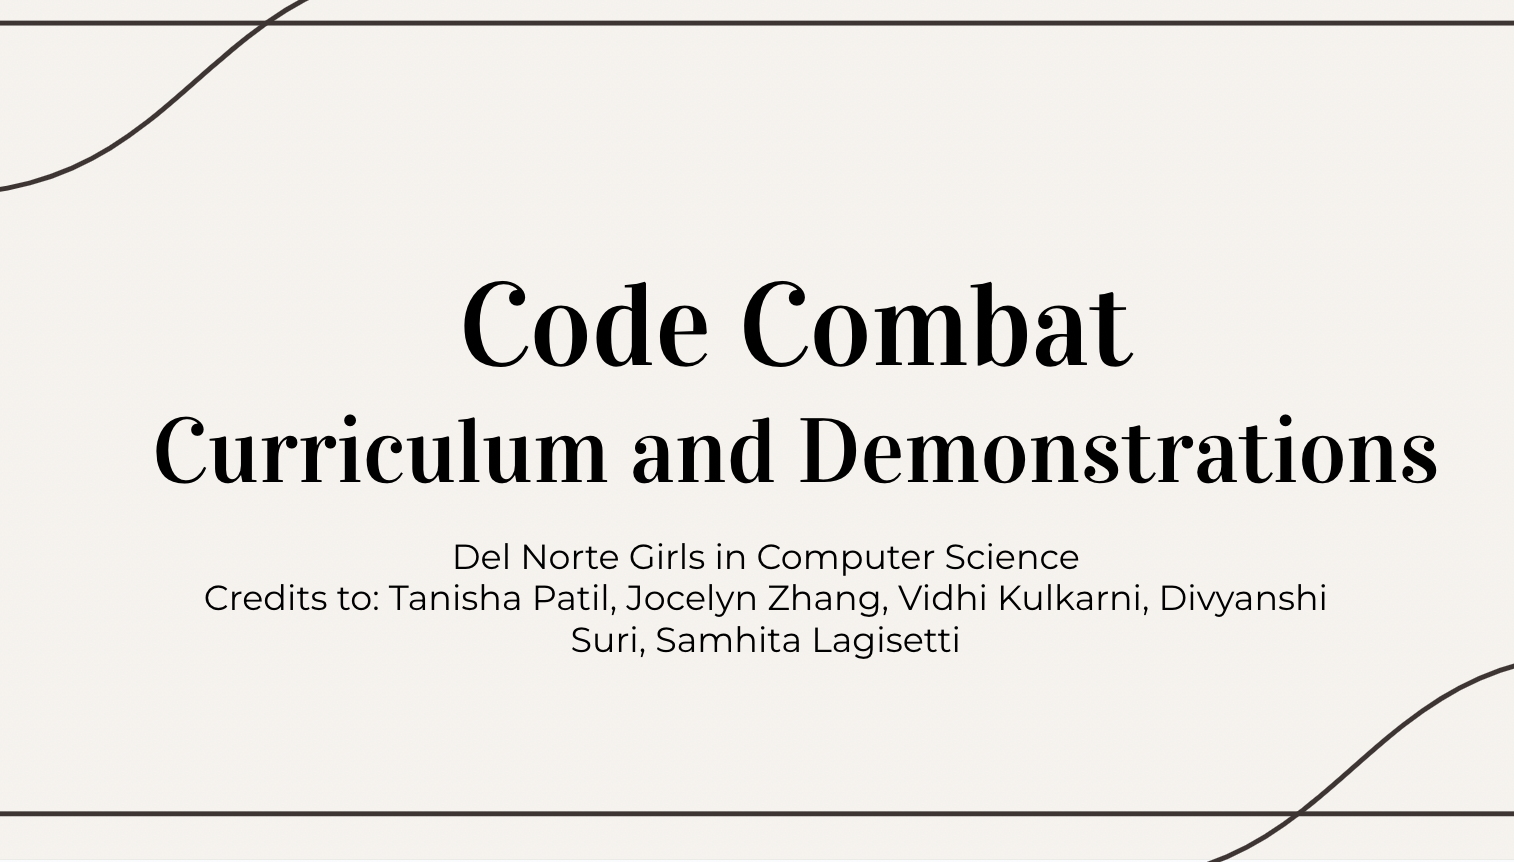 Code Combat
Curriculum and Demonstrations
Del Norte Girls in Computer Science
Credits to: Tanisha Patil, Jocelyn Zhang, Vidhi Kulkarni, Divyanshi
Suri, Samhita Lagisetti